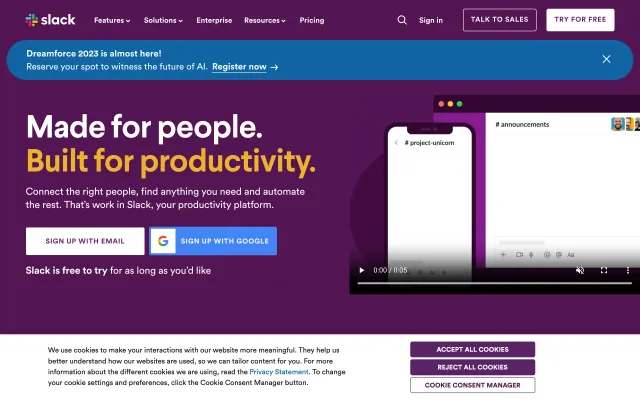 slack
Features Solutions Enterprise Resources Pricing Sign in TALK TO SALES TRY FOR FREE
Dreamforce 2023 is almost here!
Reserve your spot to witness the future of AI. Register now →
Made for people.
Built for productivity.
Connect the right people, find anything you need and automate
the rest. That's work in Slack, your productivity platform.
SIGN UP WITH EMAIL
SIGN UP WITH GOOGLE
Slack is free to try for as long as you'd like
# announcements
# project-unicorn
Aa
Aa
0:00 / 0:05
We use cookies to make your interactions with our website more meaningful. They help us
better understand how our websites are used, so we can tailor content for you. For more
information about the different cookies we are using, read the Privacy Statement. To change
your cookie settings and preferences, click the Cookie Consent Manager button.
ACCEPT ALL COOKIES
REJECT ALL COOKIES
COOKIE CONSENT MANAGER